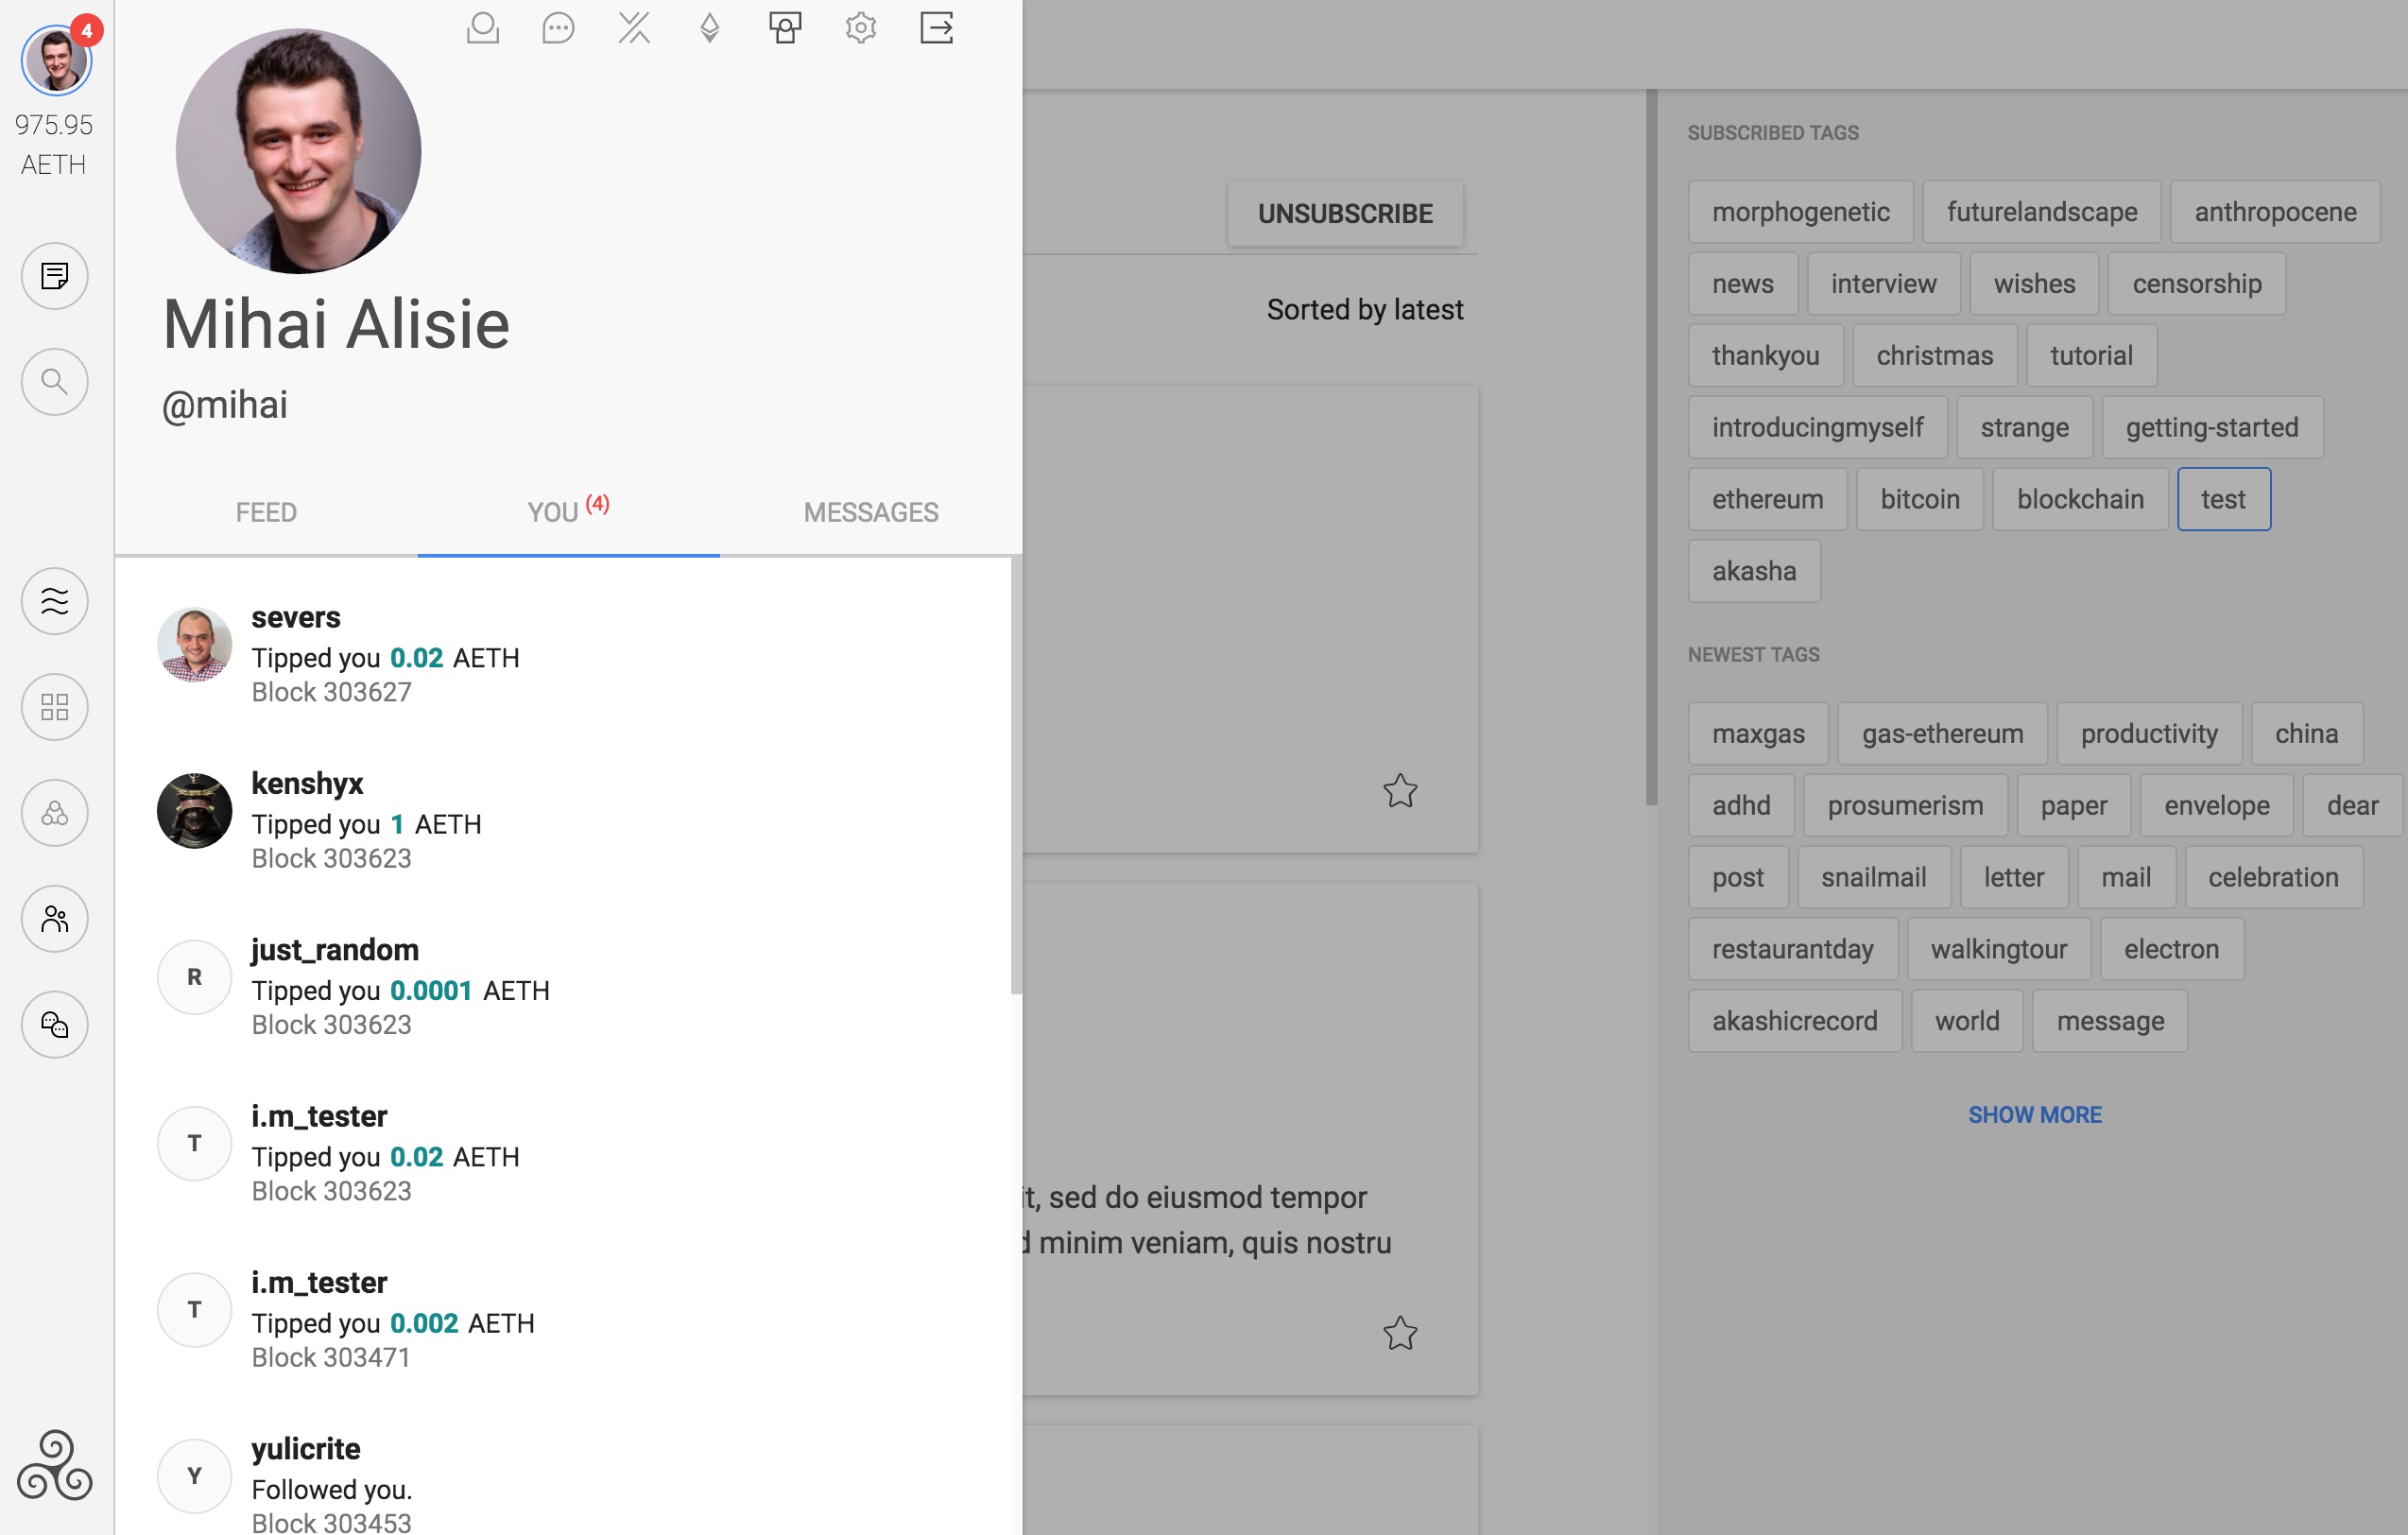 4
975.95
AETH
Mihai Alisie
@mihai
FEED
YOU (4)
MESSAGES
severs
Tipped you 0.02 AETH
Block 303627
kenshyx
Tipped you 1 AETH
Block 303623
R
just_random
Tipped you 0.0001 AETH
Block 303623
T
i.m_tester
Tipped you 0.02 AETH
Block 303623
T
i.m_tester
Tipped you 0.002 AETH
Block 303471
Y
yulicrite
Followed you.
Block 303453
UNSUBSCRIBE
Sorted by latest
it, sed do eiusmod tempor
minim veniam, quis nostru
SUBSCRIBED TAGS
morphogenetic futurelandscape anthropocene
news interview wishes censorship
thankyou christmas tutorial
introducingmyself strange getting-started
ethereum bitcoin blockchain test
akasha
NEWEST TAGS
maxgas gas-ethereum productivity china
adhd prosumerism paper envelope dear
post snailmail letter mail celebration
restaurantday walkingtour electron
akashicrecord world message
SHOW MORE